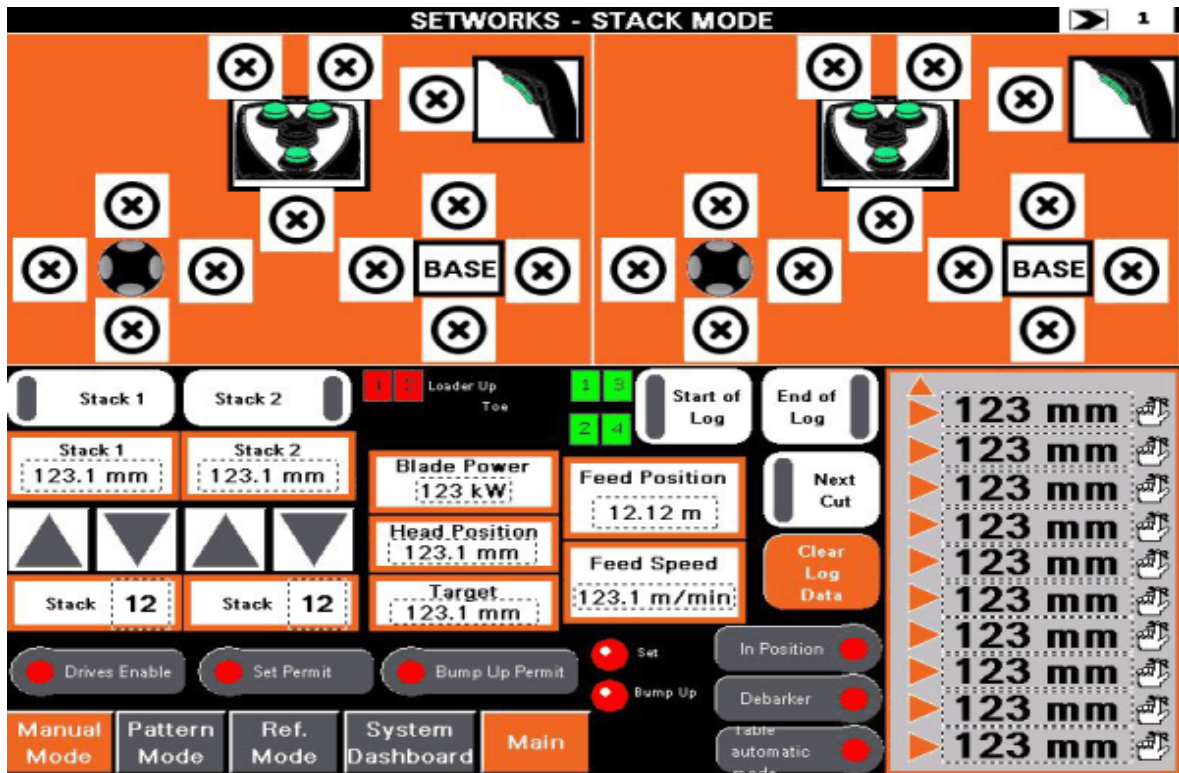 SETWORKS - STACK MODE
1
BASE
BASE
Stack 1
Stack 2
1 2 Loader Up
Toe
1 3
2 4
Start of
Log
End of
Log
Stack 1
123.1 mm
Stack 2
123.1 mm
Blade Power
123 kW
Head Position
123.1 mm
Target
123.1 mm
Feed Position
12.12 m
Feed Speed
123.1 m/min
Next
Cut
Clear
Log
Data
Stack 12
Stack 12
123 mm
123 mm
123 mm
123 mm
123 mm
123 mm
123 mm
123 mm
123 mm
123 mm
Drives Enable
Set Permit
Bump Up Permit
Set
Bump Up
In Position
Debarker
Table
automatic
mode
Manual
Mode
Pattern
Mode
Ref.
Mode
System
Dashboard
Main